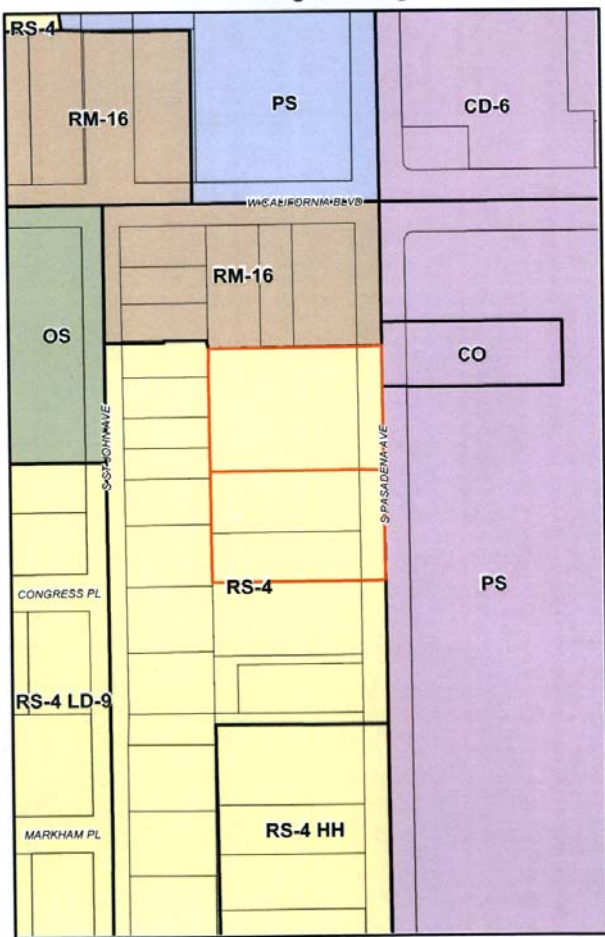 RS-4
RM-16
PS
CD-6
W CALIFORNIA BLVD
RM-16
OS
CO
S ST JOHN AVE
S PASADENA AVE
RS-4
PS
CONGRESS PL
RS-4 LD-9
RS-4 HH
MARKHAM PL